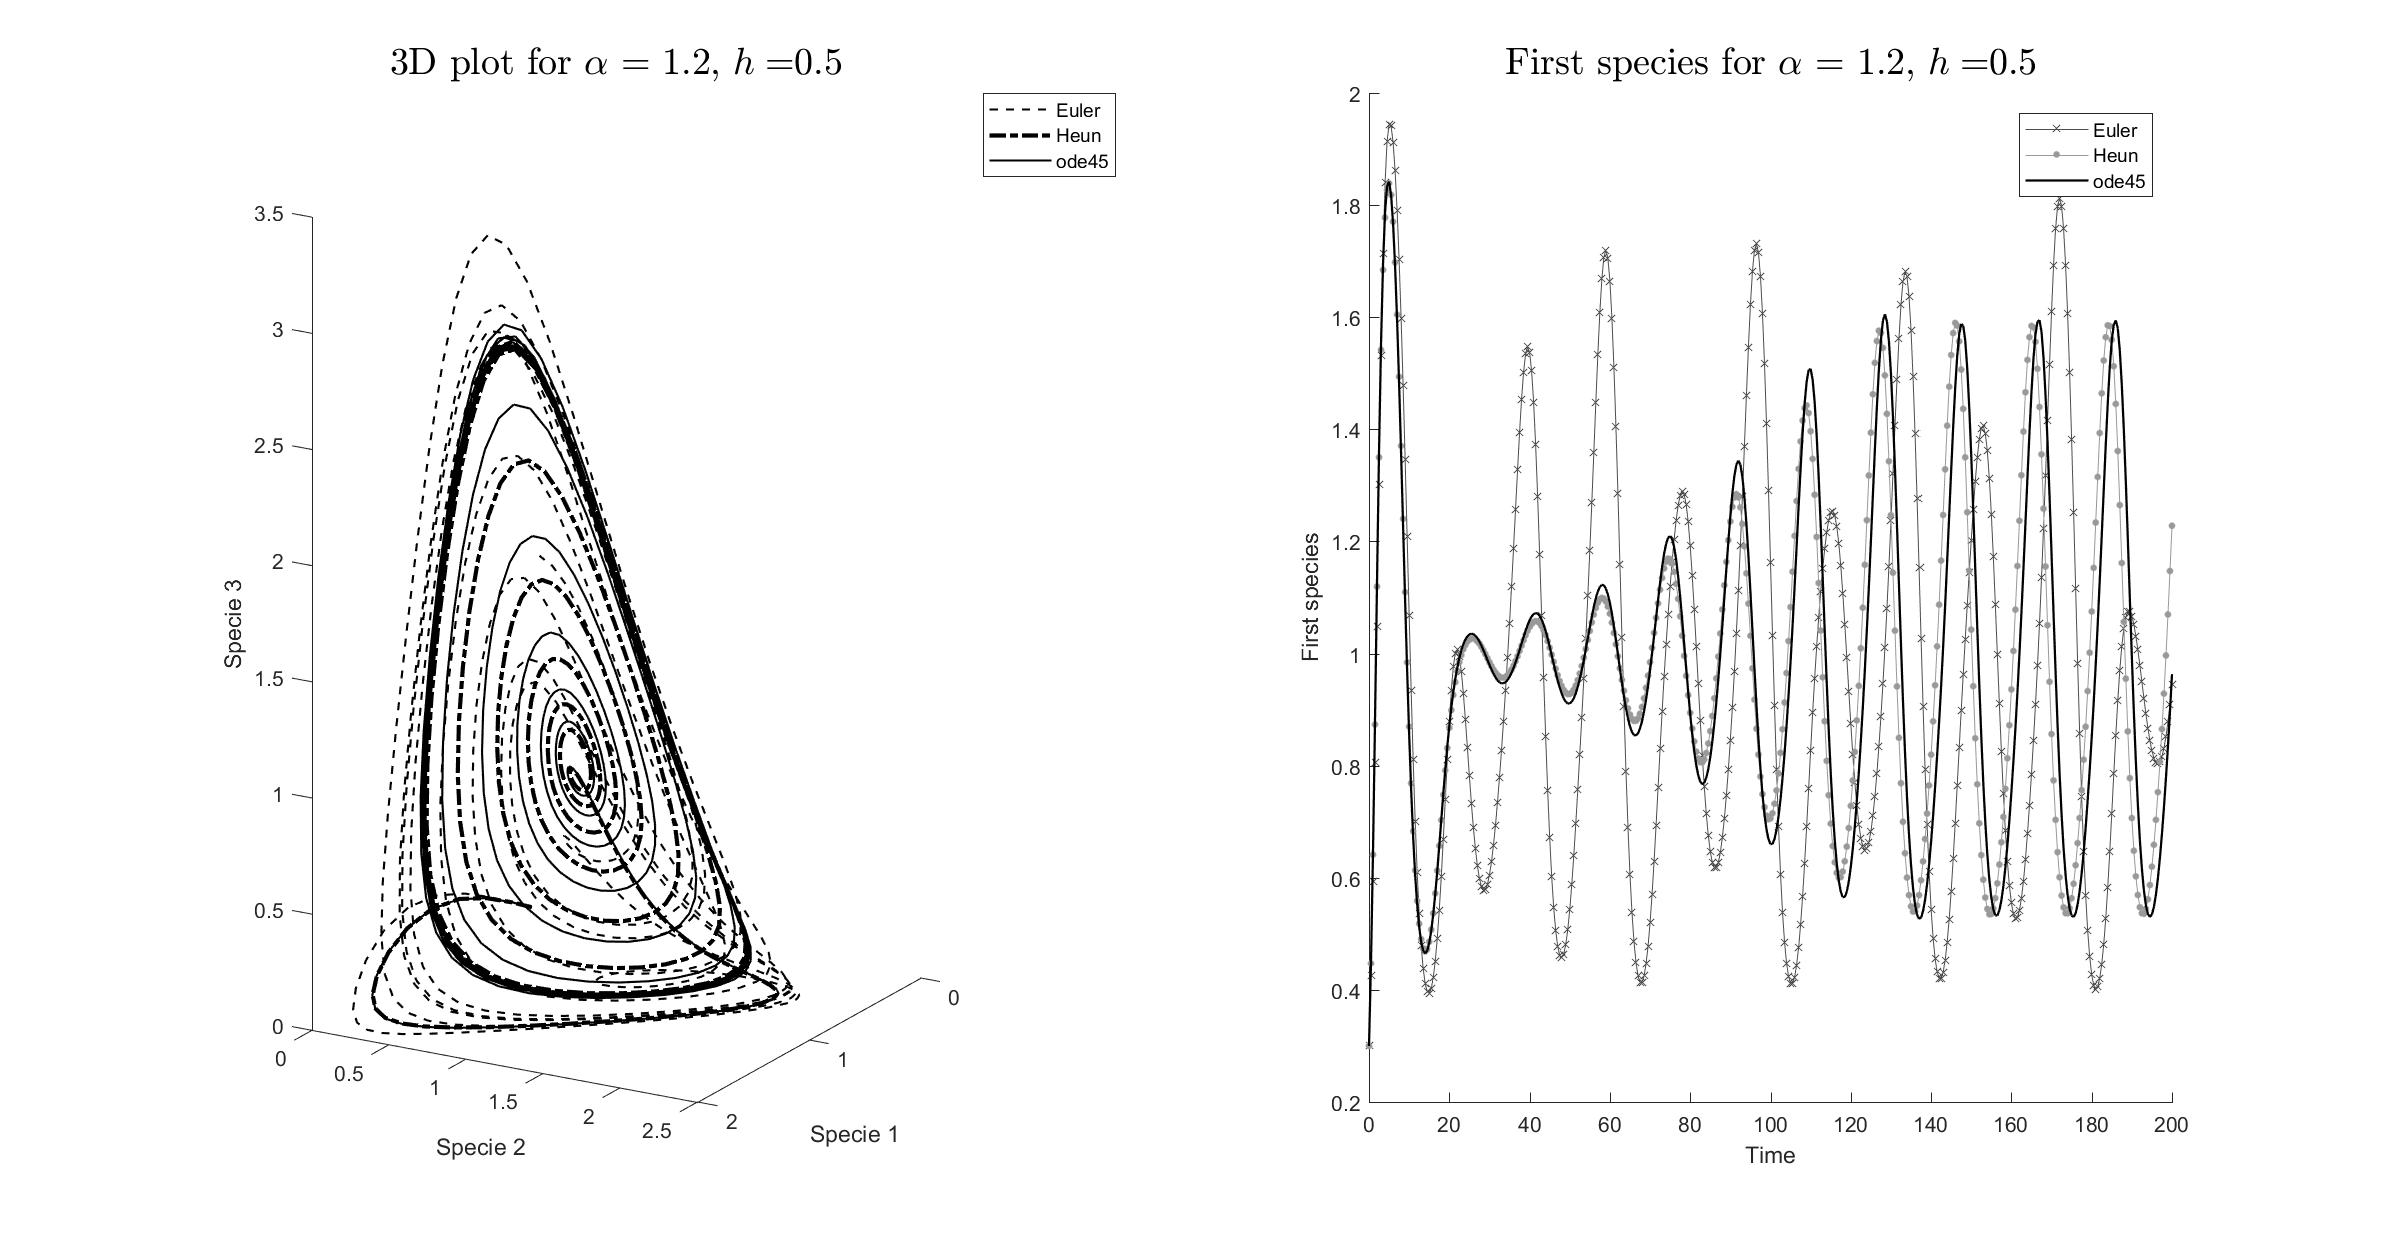 3D plot for α = 1.2, h =0.5
Euler
Heun
ode45
3.5
3
2.5
2
1.5
1
0.5
0
Specie 3
0
0.5
1
1.5
2
2.5
Specie 2
2
1
0
Specie 1
First species for α = 1.2, h =0.5
Euler
Heun
ode45
2
1.8
1.6
1.4
1.2
1
0.8
0.6
0.4
0.2
First species
0 20 40 60 80 100 120 140 160 180 200
Time